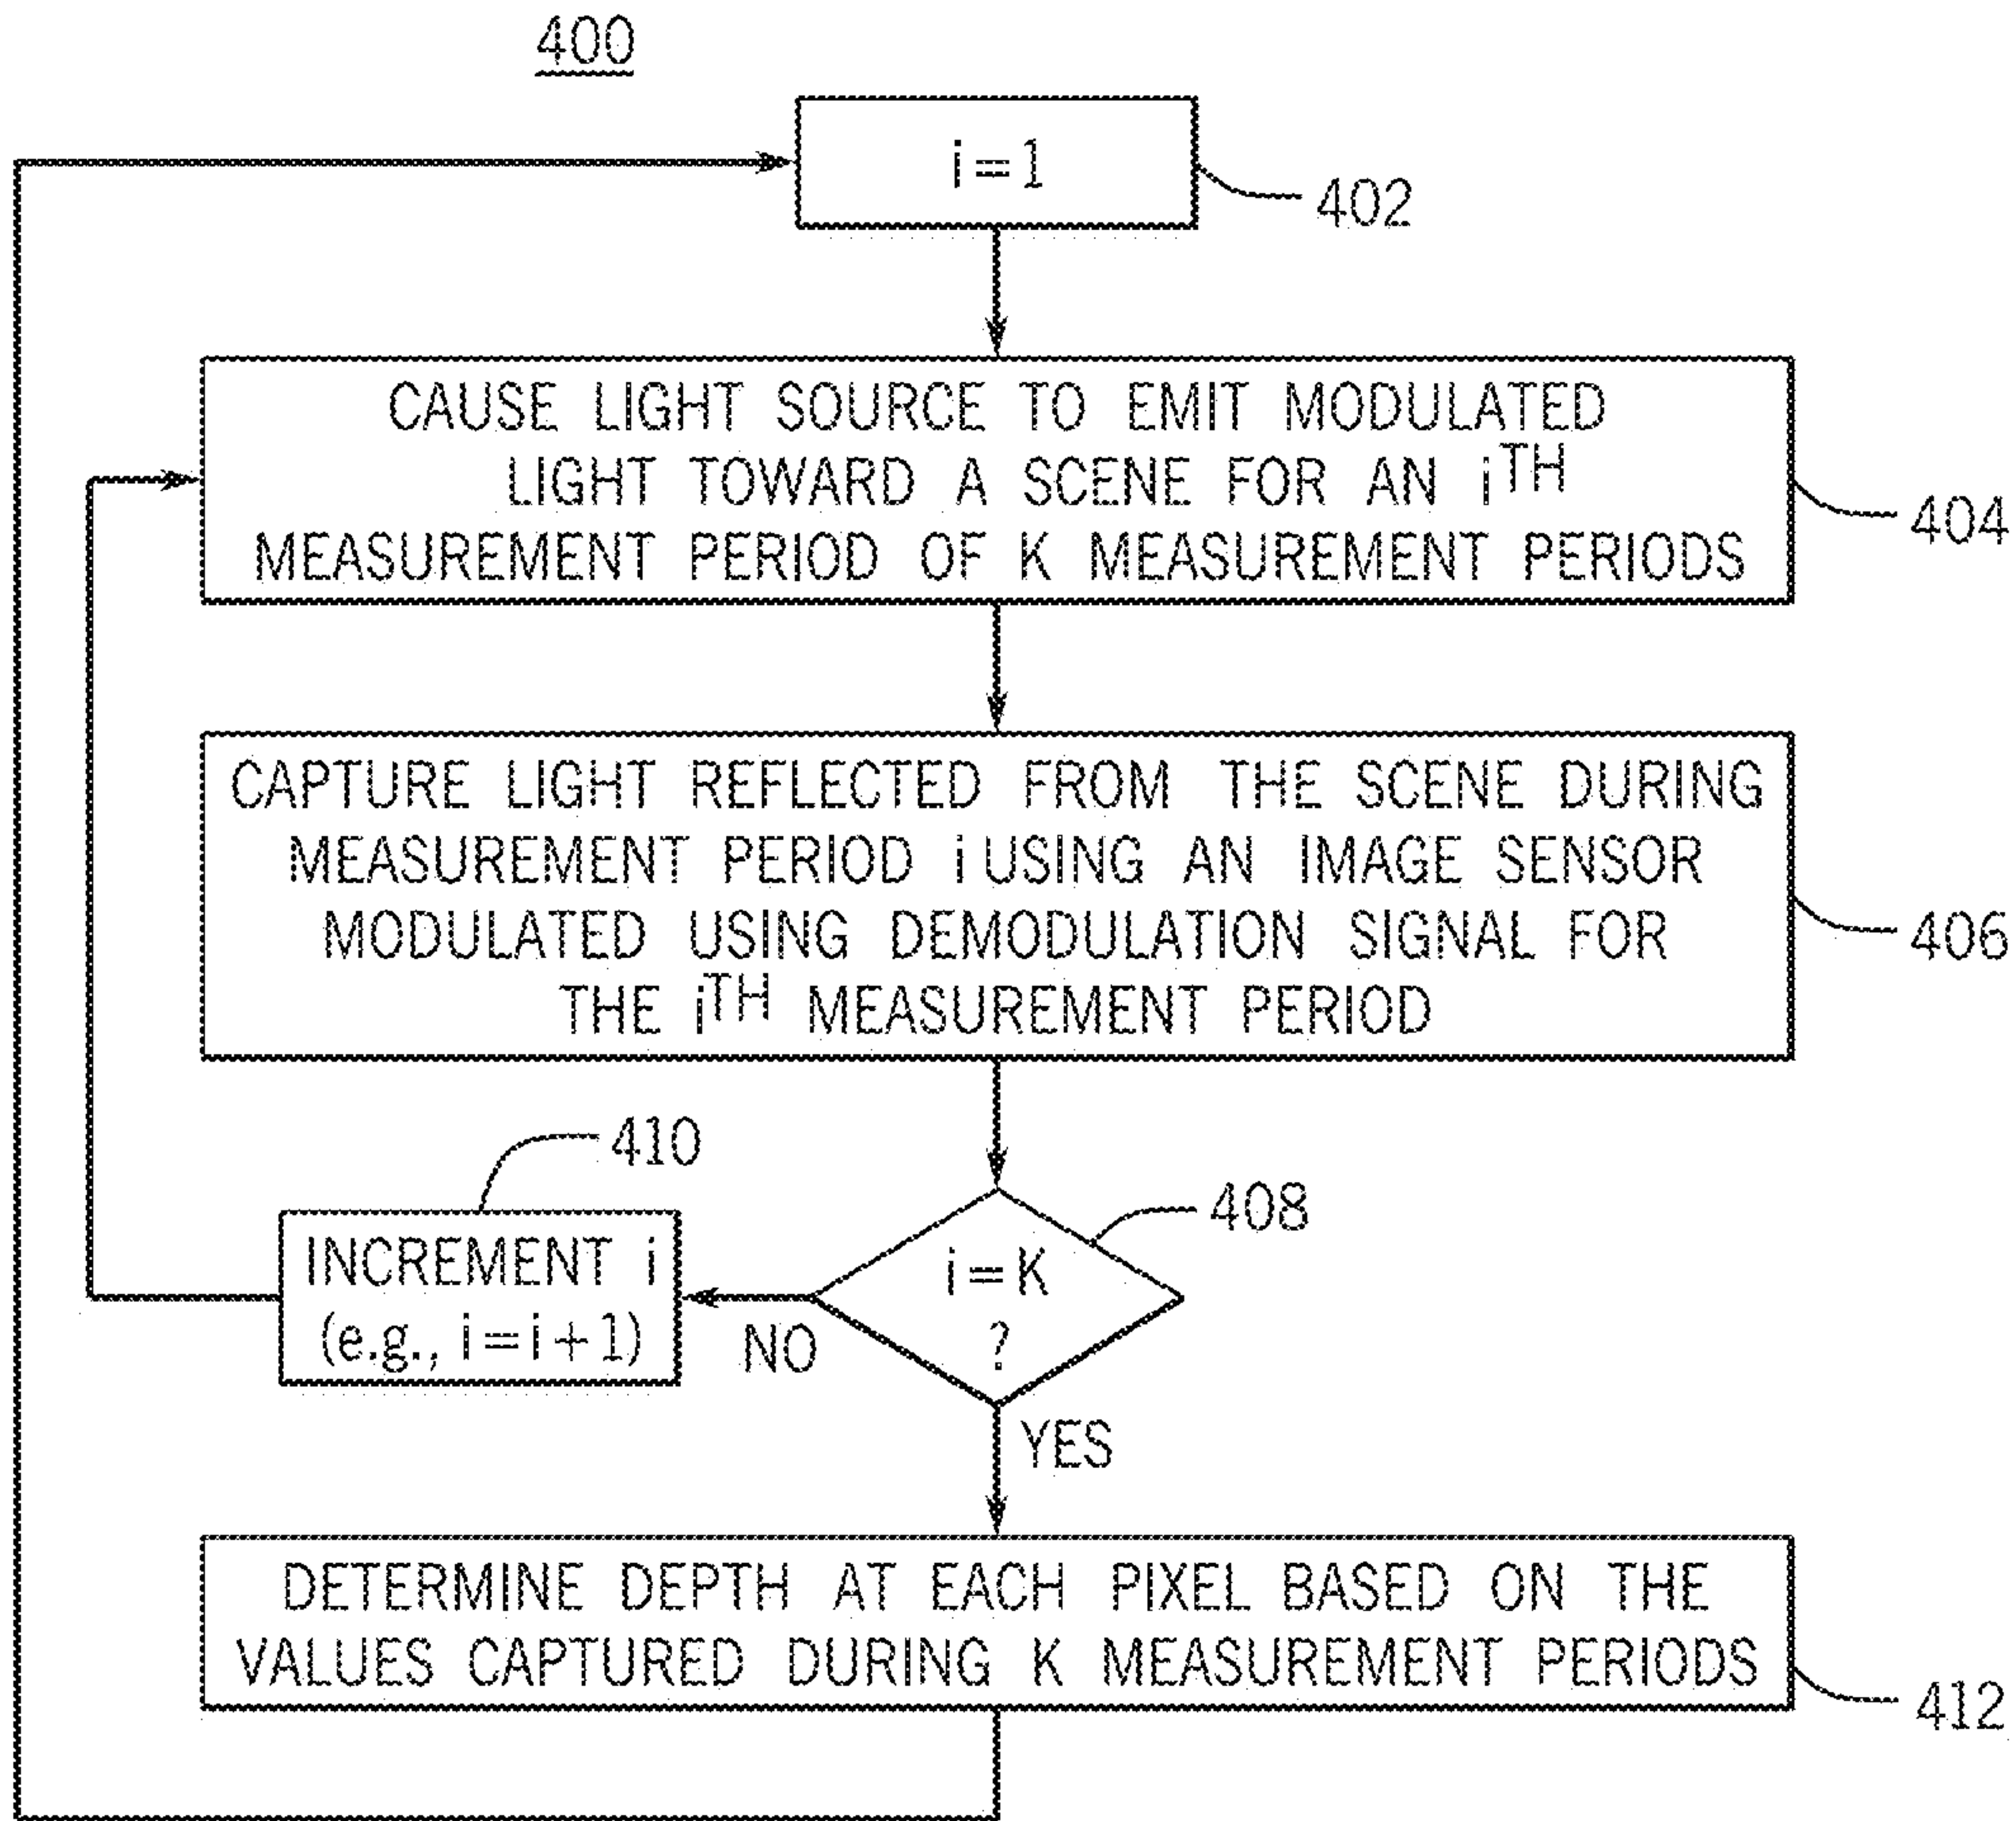 400
i=1
402
CAUSE LIGHT SOURCE TO EMIT MODULATED
LIGHT TOWARD A SCENE FOR AN iTH
MEASUREMENT PERIOD OF K MEASUREMENT PERIODS
404
CAPTURE LIGHT REFLECTED FROM THE SCENE DURING
MEASUREMENT PERIOD i USING AN IMAGE SENSOR
MODULATED USING DEMODULATION SIGNAL FOR
THE iTH MEASUREMENT PERIOD
406
410
INCREMENT i
(e.g., i=i+1)
408
i=K
?
NO
YES
DETERMINE DEPTH AT EACH PIXEL BASED ON THE
VALUES CAPTURED DURING K MEASUREMENT PERIODS
412